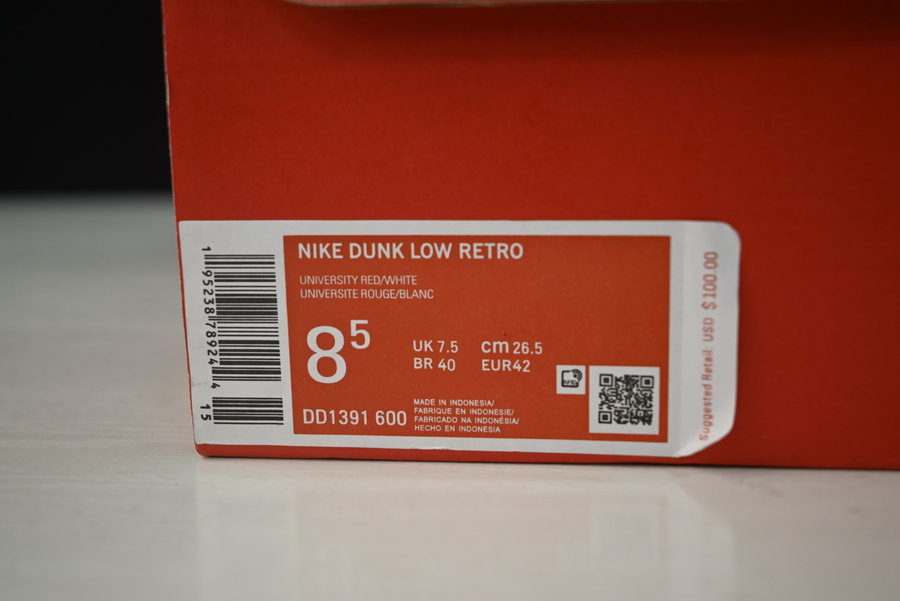 NIKE DUNK LOW RETRO
UNIVERSITY RED/WHITE
UNIVERSITE ROUGE/BLANC
8 5
UK 7.5 cm 26.5
BR 40 EUR42
DD1391 600
MADE IN INDONESIA/
FABRIQUE EN INDONESIE/
FABRICADO NA INDONÉSIA/
HECHO EN INDONESIA
1 95238 78924 4 15
Suggested Retail: USD $100.00